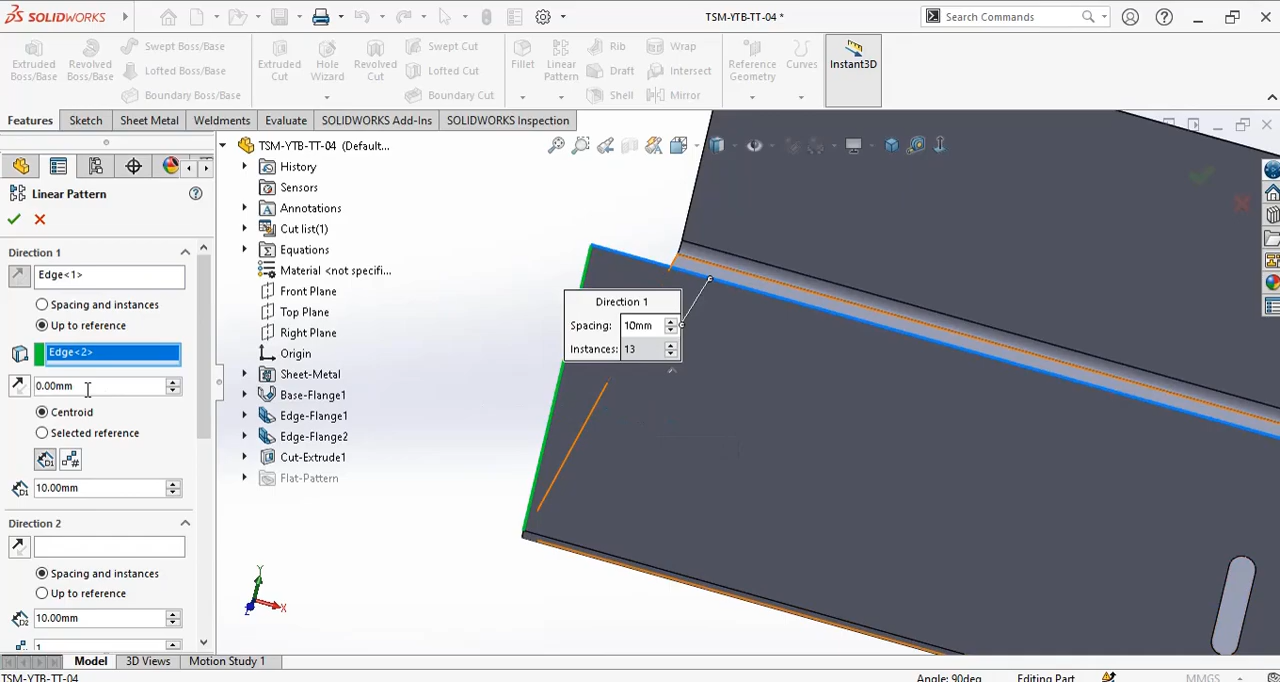 SOLIDWORKS
TSM-YTB-TT-04 *
Search Commands
Extruded Boss/Base
Revolved Boss/Base
Swept Boss/Base
Lofted Boss/Base
Boundary Boss/Base
Extruded Cut
Hole Wizard
Revolved Cut
Swept Cut
Lofted Cut
Boundary Cut
Fillet
Linear Pattern
Rib
Draft
Shell
Wrap
Intersect
Mirror
Reference Geometry
Curves
Instant3D
Features
Sketch
Sheet Metal
Weldments
Evaluate
SOLIDWORKS Add-Ins
SOLIDWORKS Inspection
Linear Pattern
Direction 1
Edge<1>
Spacing and instances
Up to reference
Edge<2>
0.00mm
Centroid
Selected reference
10.00mm
Direction 2
Spacing and instances
Up to reference
10.00mm
1
TSM-YTB-TT-04 (Default...
History
Sensors
Annotations
Cut list(1)
Equations
Material <not specifi...
Front Plane
Top Plane
Right Plane
Origin
Sheet-Metal
Base-Flange1
Edge-Flange1
Edge-Flange2
Cut-Extrude1
Flat-Pattern
Direction 1
Spacing: 10mm
Instances: 13
Y
X
Z
Model
3D Views
Motion Study 1
TSM-YTB-TT-04
Angle: 90deg
Editing Part
MMGS